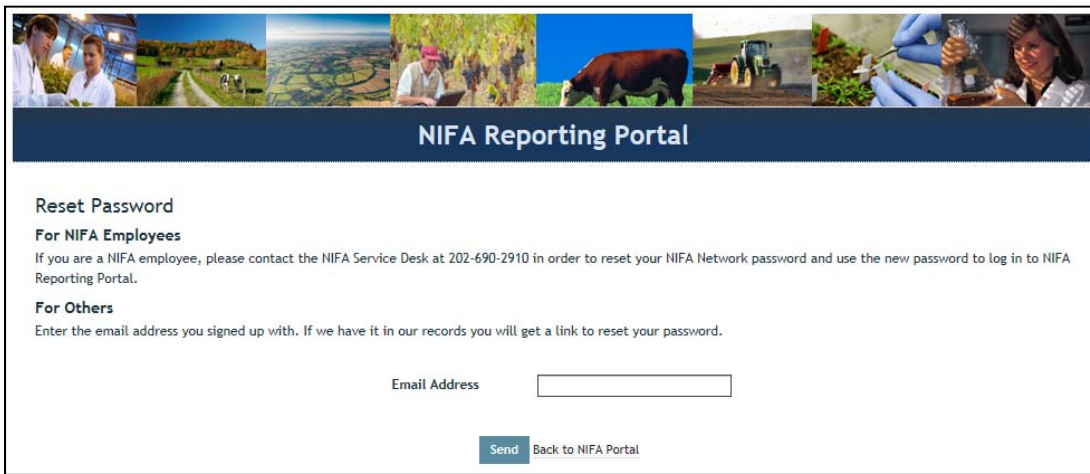 NIFA Reporting Portal
Reset Password
For NIFA Employees
If you are a NIFA employee, please contact the NIFA Service Desk at 202-690-2910 in order to reset your NIFA Network password and use the new password to log in to NIFA
Reporting Portal.
For Others
Enter the email address you signed up with. If we have it in our records you will get a link to reset your password.
Email Address
Send Back to NIFA Portal